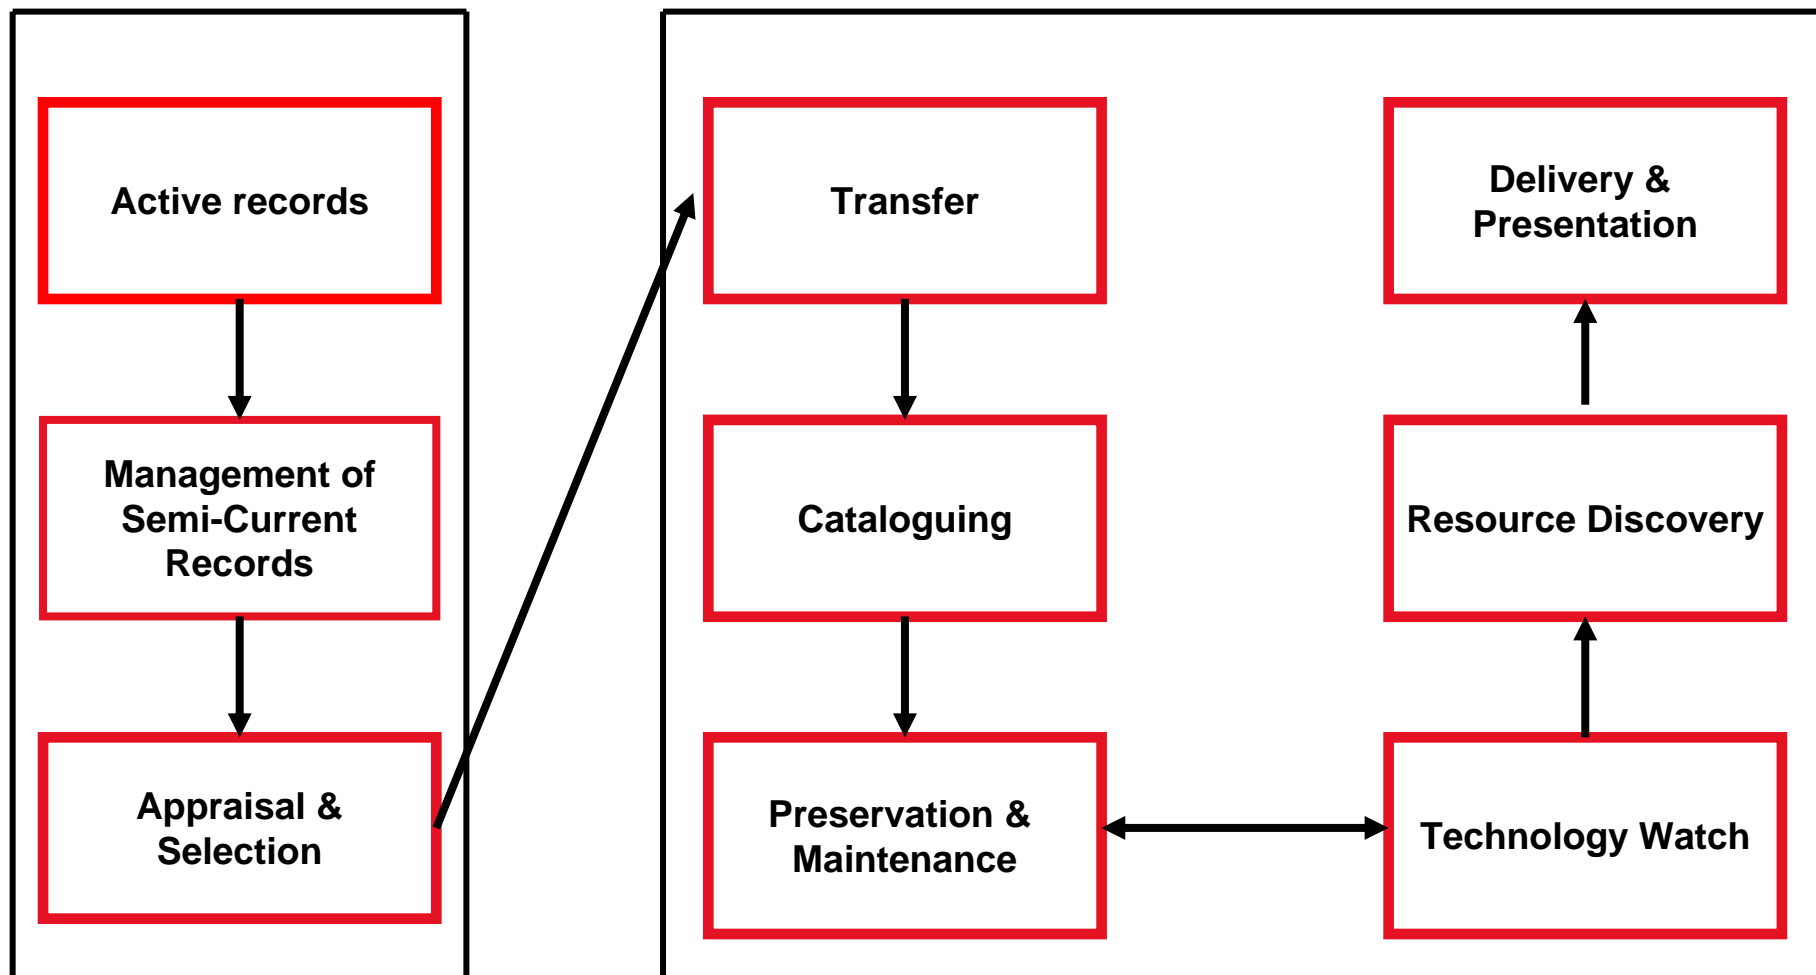 Active records
Management of
Semi-Current
Records
Appraisal &
Selection
Transfer
Cataloguing
Preservation &
Maintenance
Delivery &
Presentation
Resource Discovery
Technology Watch